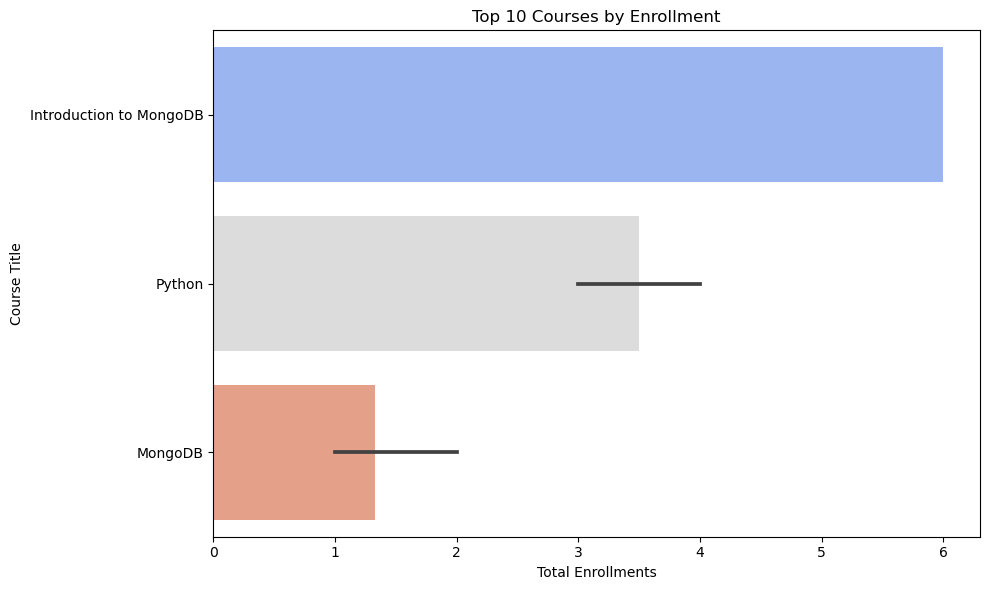 Top 10 Courses by Enrollment
Course Title
Introduction to MongoDB
Python
MongoDB
0 1 2 3 4 5 6
Total Enrollments